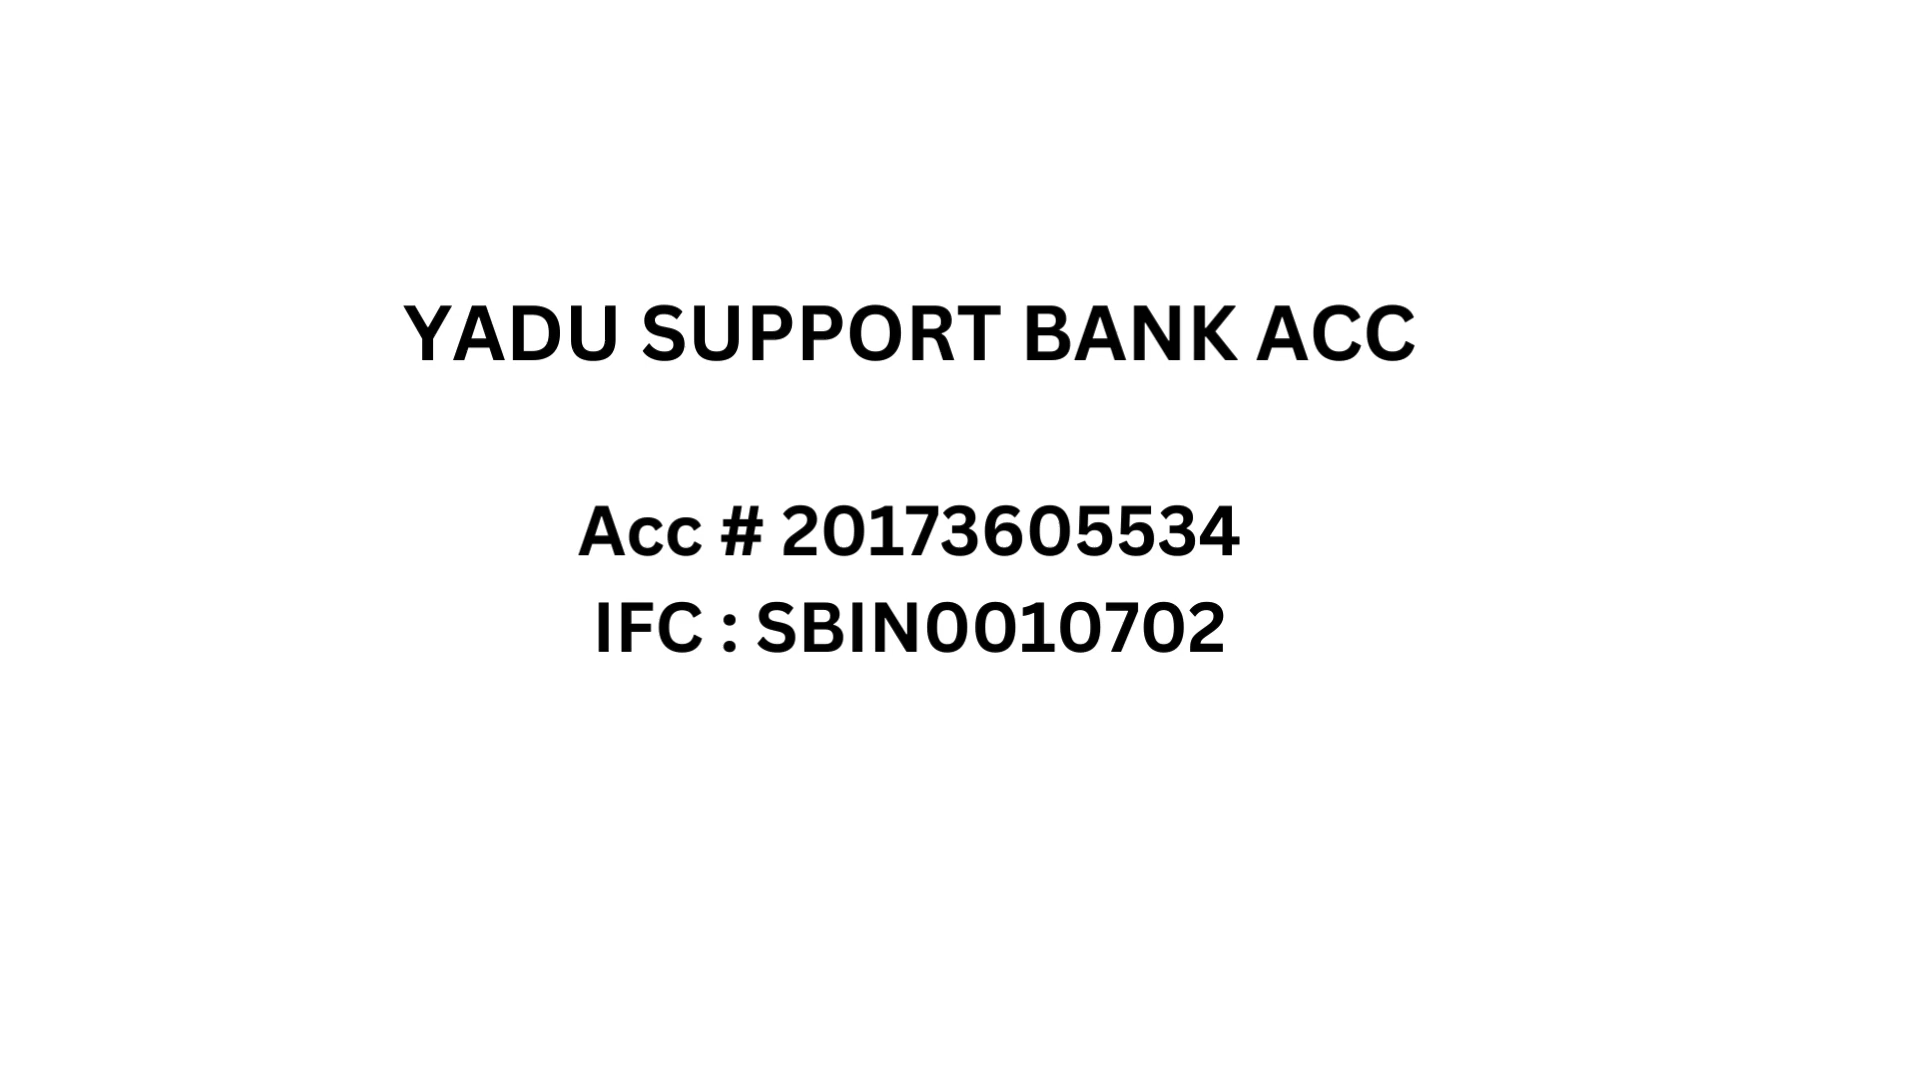 YADU SUPPORT BANK ACC
Acc # 20173605534
IFC : SBIN0010702